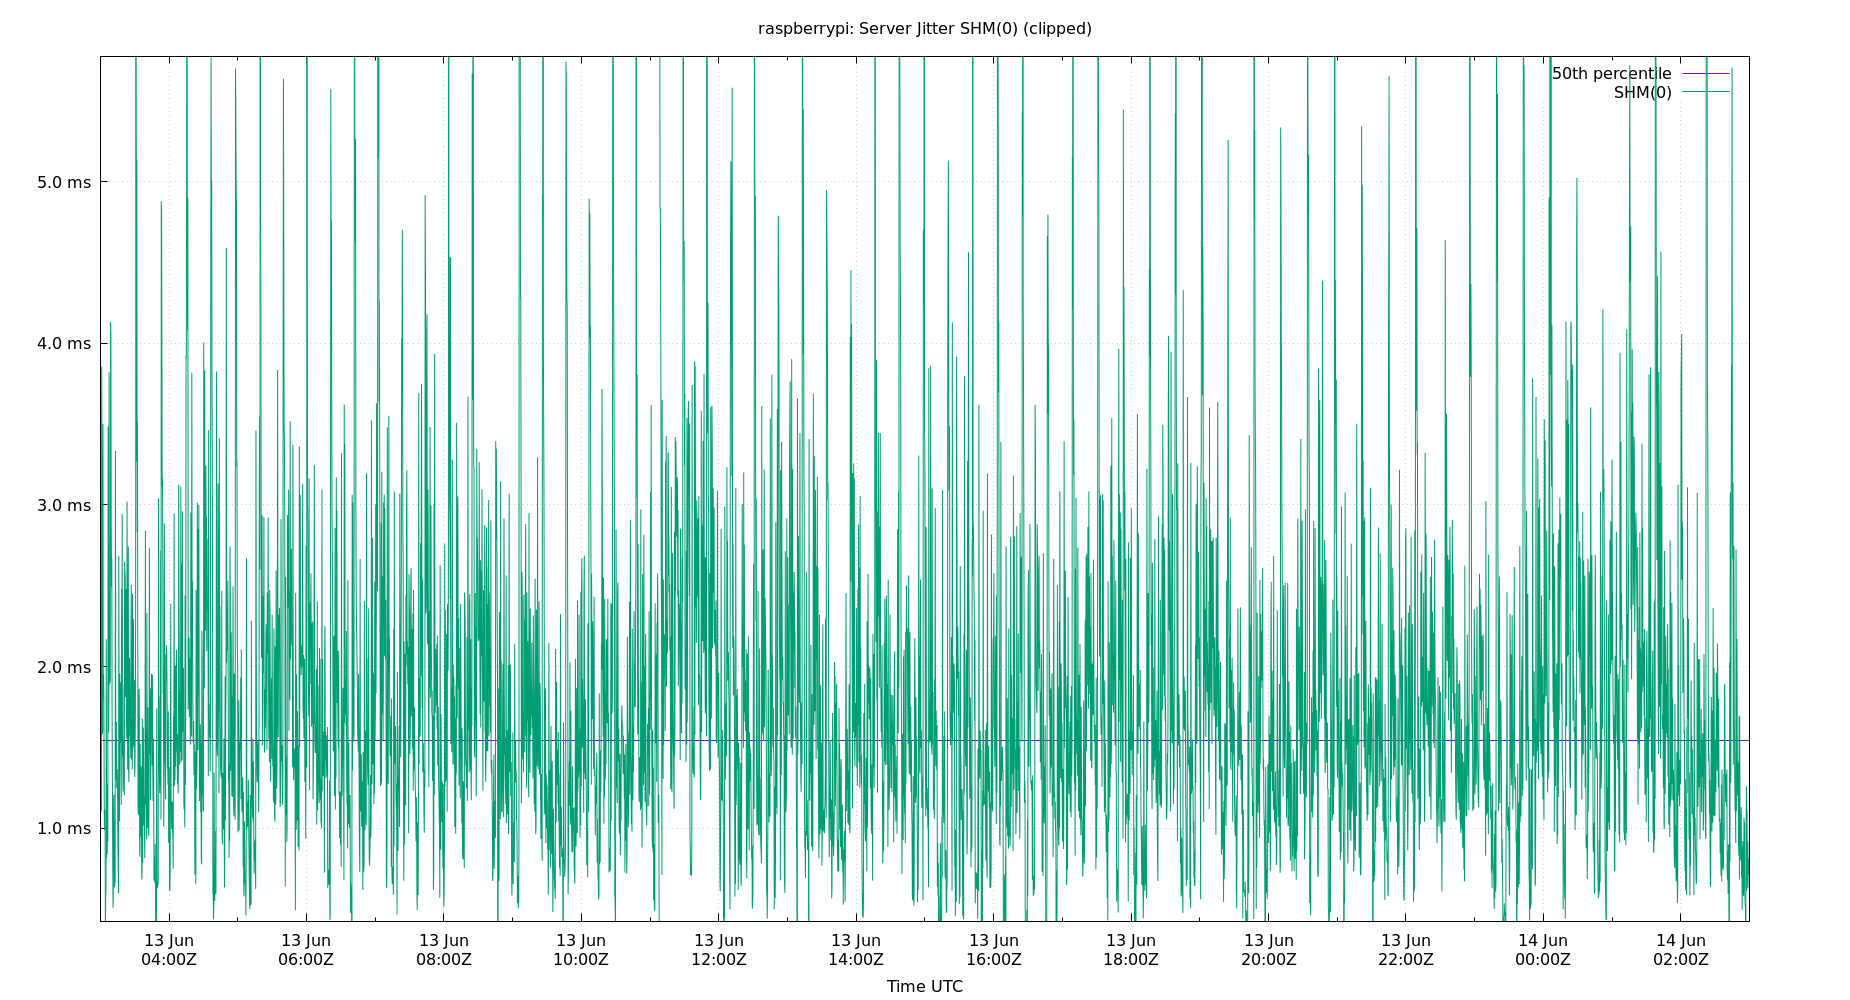 raspberrypi: Server Jitter SHM(0) (clipped)
50th percentile
SHM(0)
5.0 ms
4.0 ms
3.0 ms
2.0 ms
1.0 ms
13 Jun 13 Jun 13 Jun 13 Jun 13 Jun 13 Jun 13 Jun 13 Jun 13 Jun 13 Jun 14 Jun 14 Jun
04:00Z 06:00Z 08:00Z 10:00Z 12:00Z 14:00Z 16:00Z 18:00Z 20:00Z 22:00Z 00:00Z 02:00Z
Time UTC